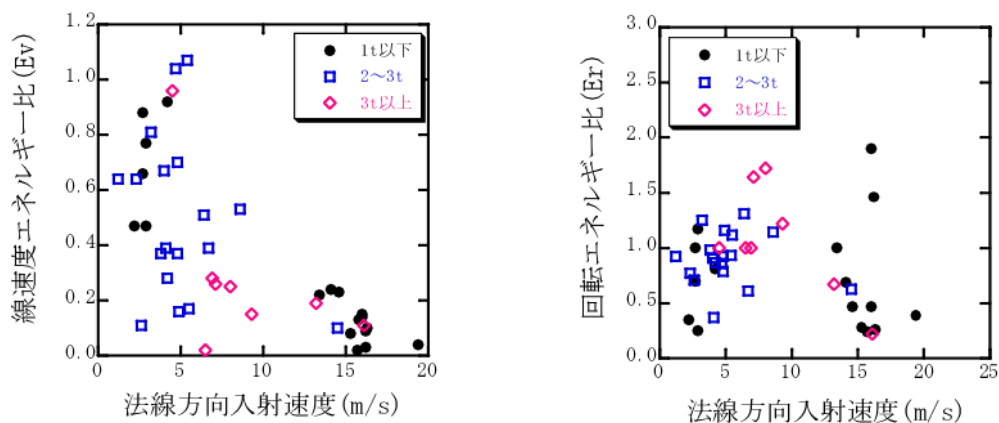 線速度エネルギー比(Ev)
1.2
1.0
0.8
0.6
0.4
0.2
0.0
0 5 10 15 20
法線方向入射速度(m/s)
1t以下
2〜3t
3t以上
回転エネルギー比(Er)
3.0
2.5
2.0
1.5
1.0
0.5
0.0
0 5 10 15 20 25
法線方向入射速度(m/s)
1t以下
2〜3t
3t以上